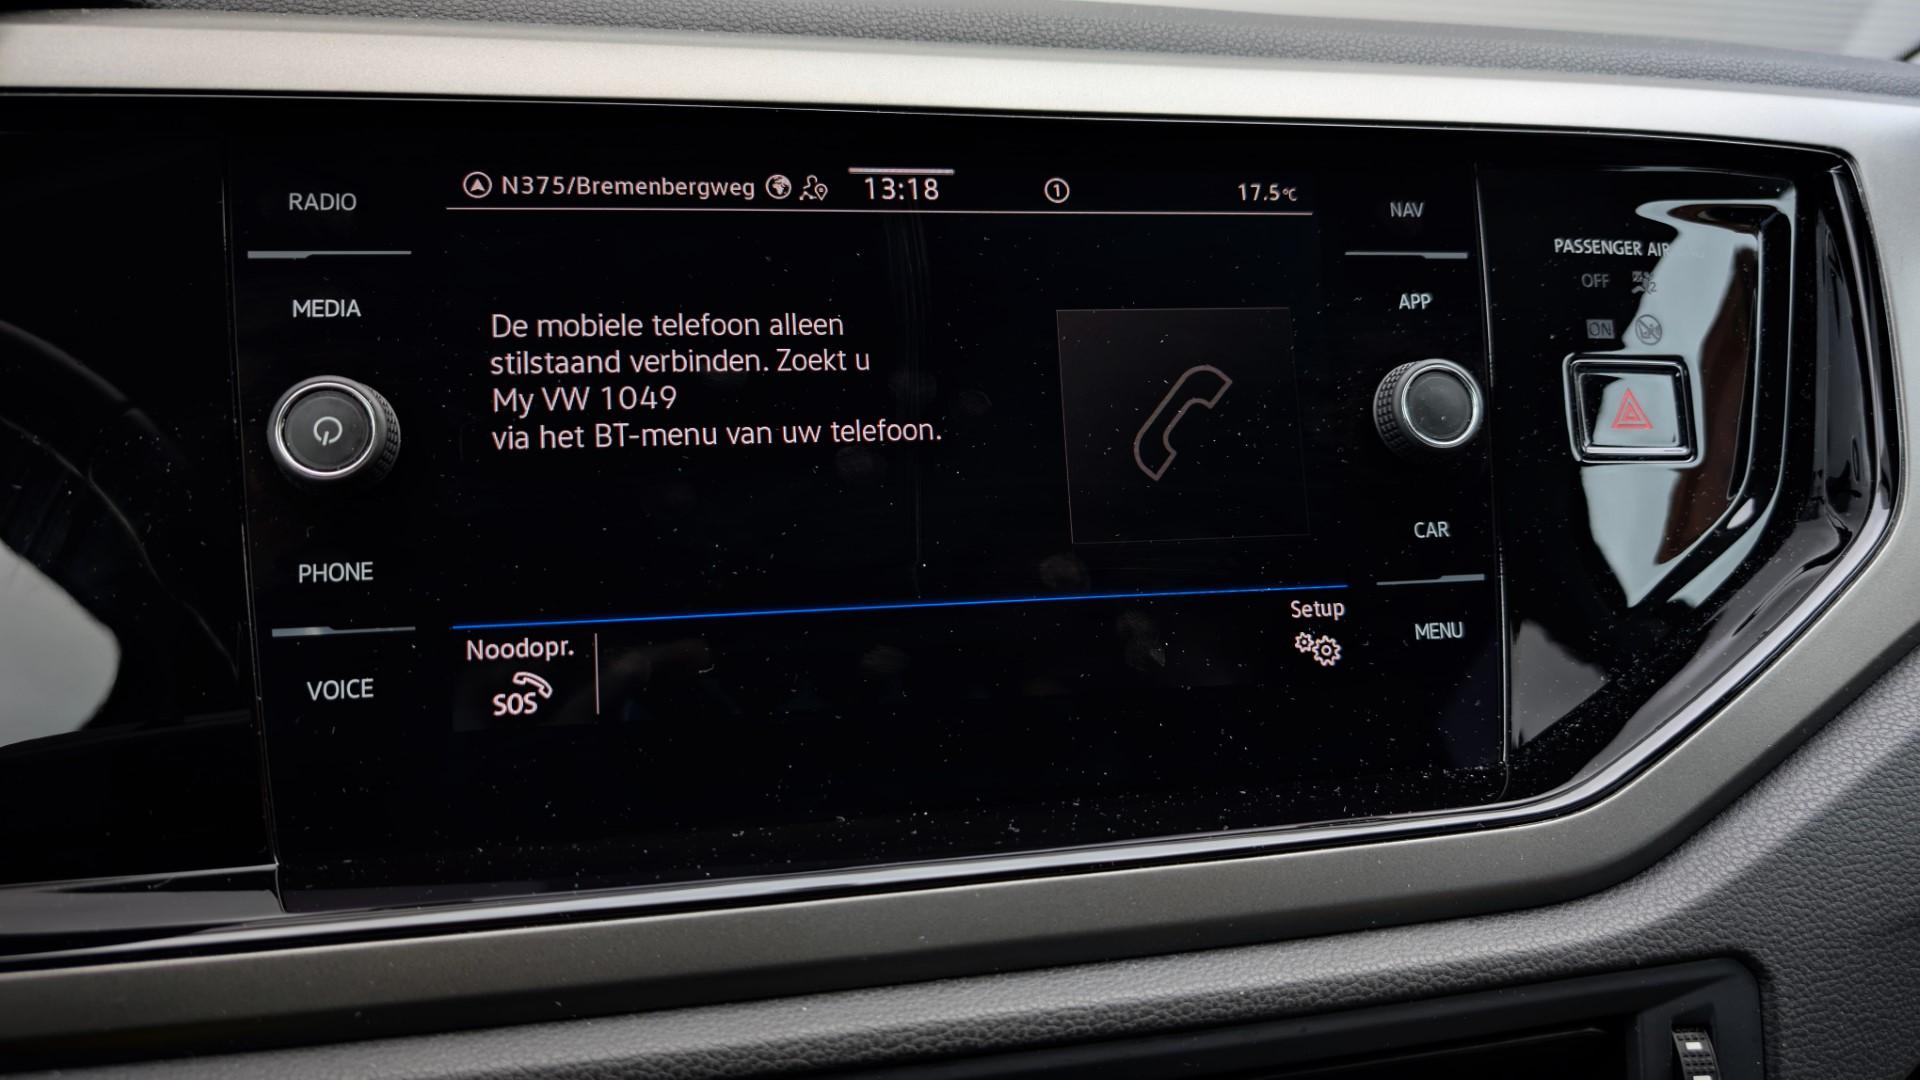 RADIO
MEDIA
PHONE
VOICE
N375/Bremenbergweg 13:18 1 17.5°C
De mobiele telefoon alleen
stilstaand verbinden. Zoekt u
My VW 1049
via het BT-menu van uw telefoon.
Noodopr.
SOS
Setup
NAV
APP
CAR
MENU
PASSENGER
OFF
ON